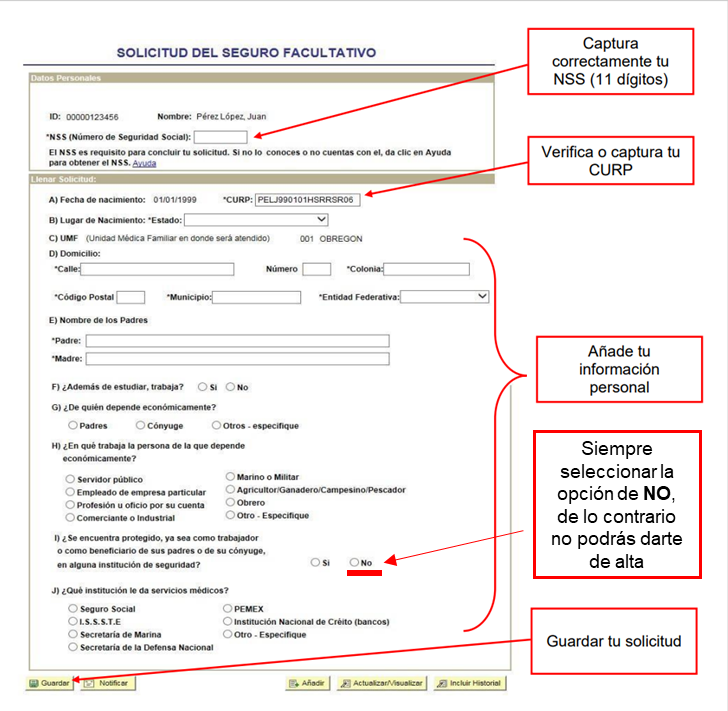 SOLICITUD DEL SEGURO FACULTATIVO
Datos Personales
ID: 00000123456 Nombre: Pérez López, Juan
*NSS (Número de Seguridad Social):
El NSS es requisito para concluir tu solicitud. Si no lo conoces o no cuentas con el, da clic en Ayuda
para obtener el NSS. Ayuda
Captura
correctamente tu
NSS (11 dígitos)
Llenar Solicitud:
A) Fecha de nacimiento: 01/01/1999 *CURP: PELJ990101HSRRSR06
Verifica o captura tu
CURP
B) Lugar de Nacimiento: *Estado:
C) UMF (Unidad Médica Familiar en donde será atendido) 001 OBREGON
D) Domicilio:
*Calle: Número *Colonia:
*Código Postal *Municipio: *Entidad Federativa:
E) Nombre de los Padres
*Padre:
*Madre:
Añade tu
información
personal
F) ¿Además de estudiar, trabaja? Si No
G) ¿De quién depende económicamente?
Padres Cónyuge Otros - especifique
H) ¿En qué trabaja la persona de la que depende
económicamente?
Servidor público
Empleado de empresa particular
Profesión u oficio por su cuenta
Comerciante o Industrial
Marino o Militar
Agricultor/Ganadero/Campesino/Pescador
Obrero
Otro - Especifique
I) ¿Se encuentra protegido, ya sea como trabajador
o como beneficiario de sus padres o de su cónyuge,
en alguna institución de seguridad? Si No
Siempre
seleccionar la
opción de NO,
de lo contrario
no podrás darte
de alta
J) ¿Qué institución le da servicios médicos?
Seguro Social
I.S.S.S.T.E
Secretaría de Marina
Secretaría de la Defensa Nacional
PEMEX
Institución Nacional de Créito (bancos)
Otro - Especifique
Guardar tu solicitud
Guardar Notificar Añadir Actualizar/Visualizar Incluir Historial